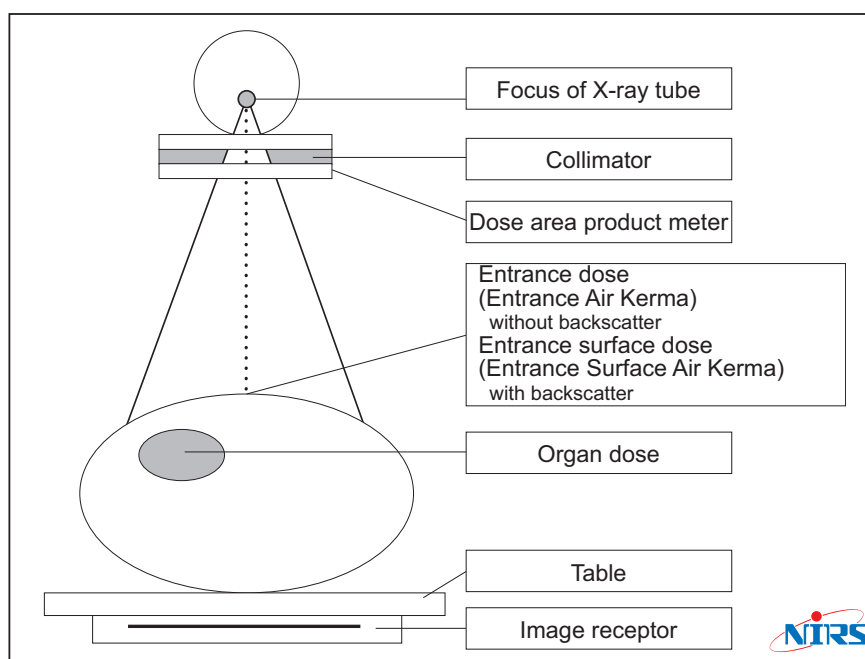 Focus of X-ray tube
Collimator
Dose area product meter
Entrance dose
(Entrance Air Kerma)
without backscatter
Entrance surface dose
(Entrance Surface Air Kerma)
with backscatter
Organ dose
Table
Image receptor
NIRS